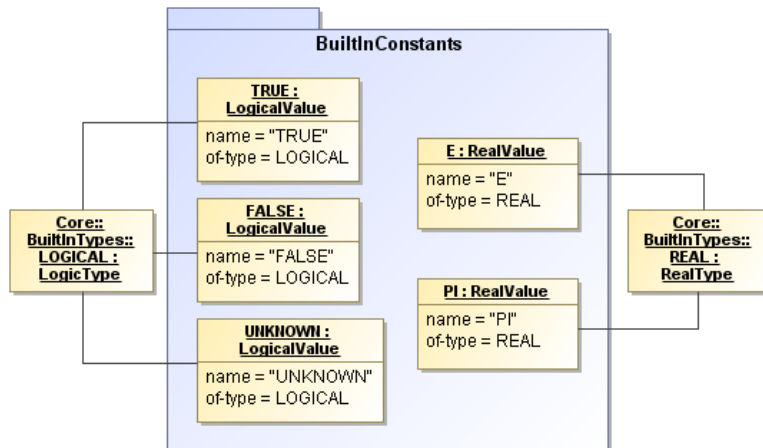 BuiltInConstants
TRUE :
LogicalValue
name = "TRUE"
of-type = LOGICAL
FALSE :
LogicalValue
name = "FALSE"
of-type = LOGICAL
UNKNOWN :
LogicalValue
name = "UNKNOWN"
of-type = LOGICAL
Core::
BuiltInTypes::
LOGICAL :
LogicType
E : RealValue
name = "E"
of-type = REAL
PI : RealValue
name = "PI"
of-type = REAL
Core::
BuiltInTypes::
REAL :
RealType